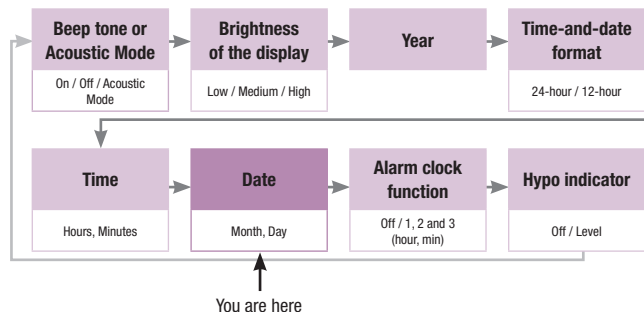 Beep tone or
Acoustic Mode
On / Off / Acoustic
Mode
Brightness
of the display
Low / Medium / High
Year
Time-and-date
format
24-hour / 12-hour
Time
Hours, Minutes
Date
Month, Day
Alarm clock
function
Off / 1, 2 and 3
(hour, min)
Hypo indicator
Off / Level
You are here